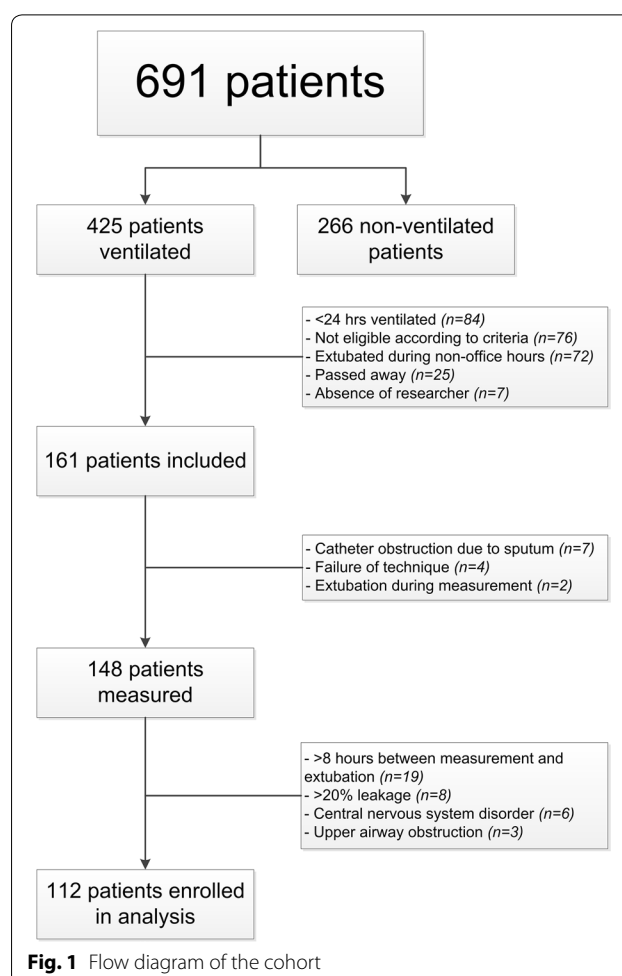 691 patients
425 patients
ventilated
266 non-ventilated
patients
- <24 hrs ventilated (n=84)
- Not eligible according to criteria (n=76)
- Extubated during non-office hours (n=72)
- Passed away (n=25)
- Absence of researcher (n=7)
161 patients included
- Catheter obstruction due to sputum (n=7)
- Failure of technique (n=4)
- Extubation during measurement (n=2)
148 patients
measured
- >8 hours between measurement and
extubation (n=19)
- >20% leakage (n=8)
- Central nervous system disorder (n=6)
- Upper airway obstruction (n=3)
112 patients enrolled
in analysis
Fig. 1 Flow diagram of the cohort